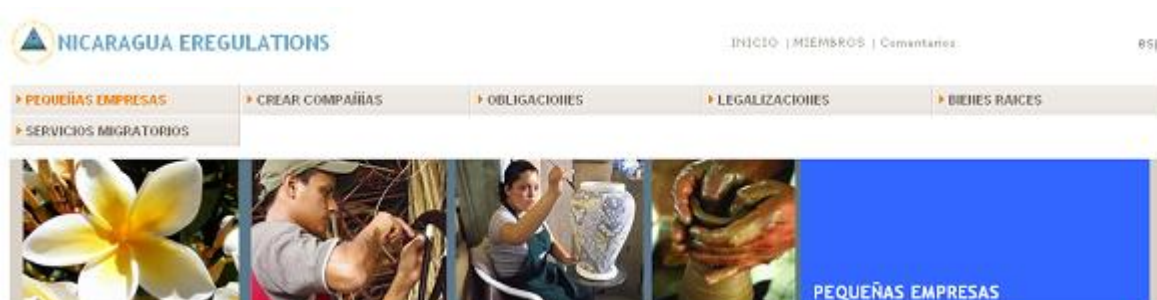 NICARAGUA EREGULATIONS
INICIO | MIEMBROS | Comentarios
PEQUEÑAS EMPRESAS
CREAR COMPAÑÍAS
OBLIGACIONES
LEGALIZACIONES
BIENES RAICES
SERVICIOS MIGRATORIOS
PEQUEÑAS EMPRESAS